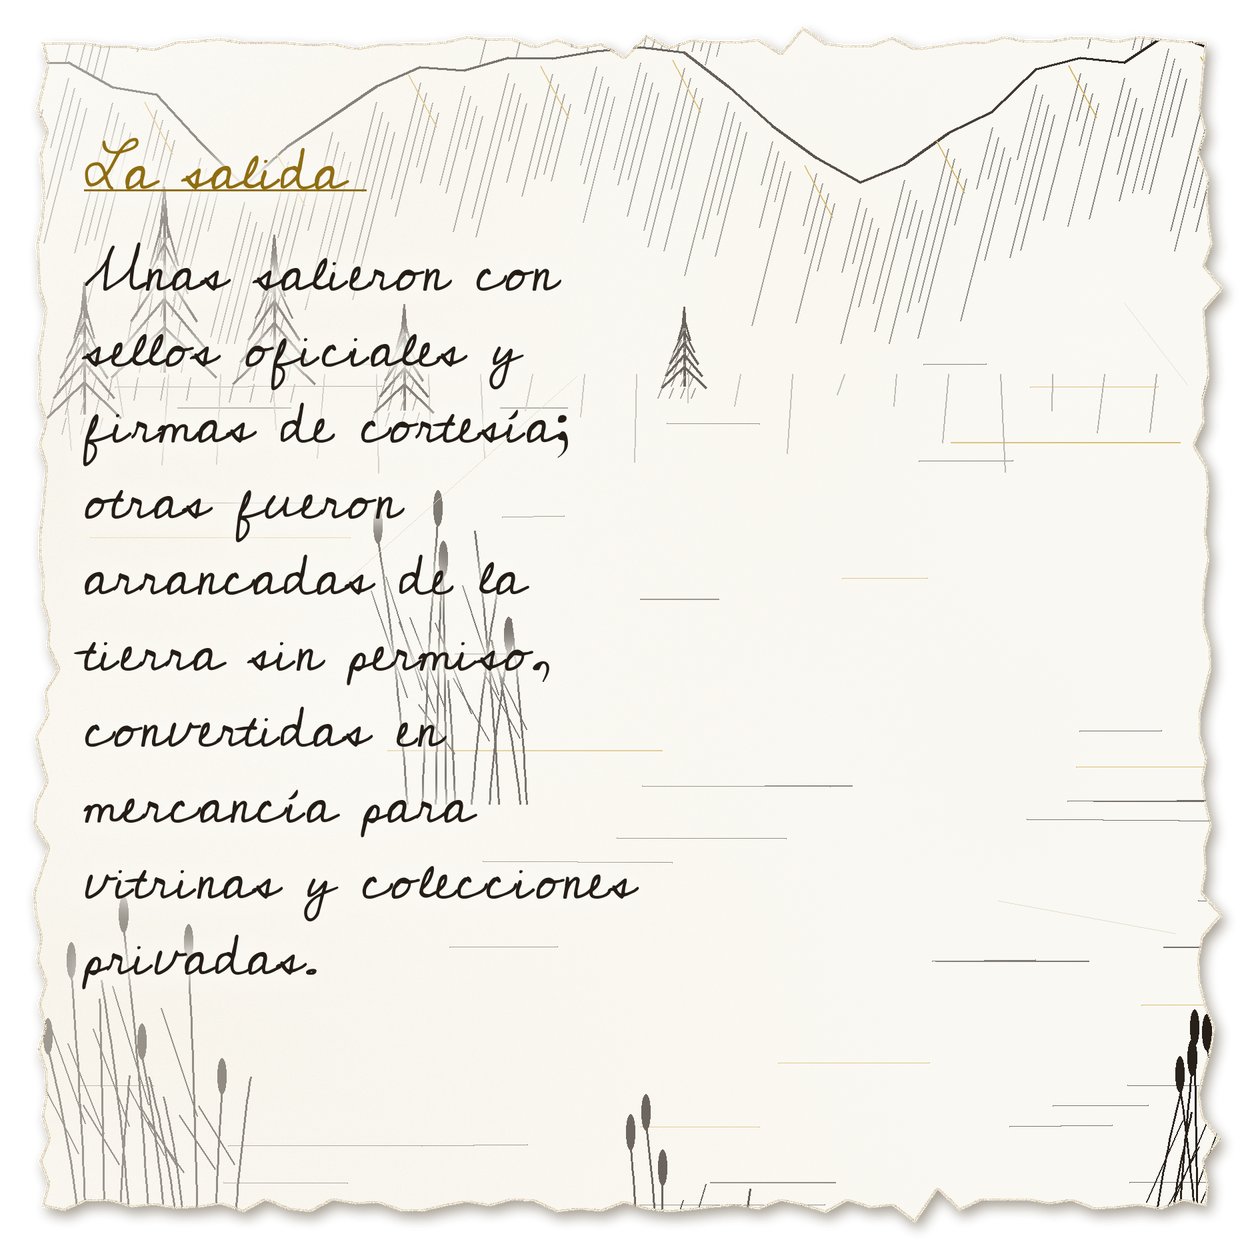 La salida
Unas salieron con
sellos oficiales y
firmas de cortesía;
otras fueron
arrancadas de la
tierra sin permiso,
convertidas en
mercancía para
vitrinas y colecciones
privadas.